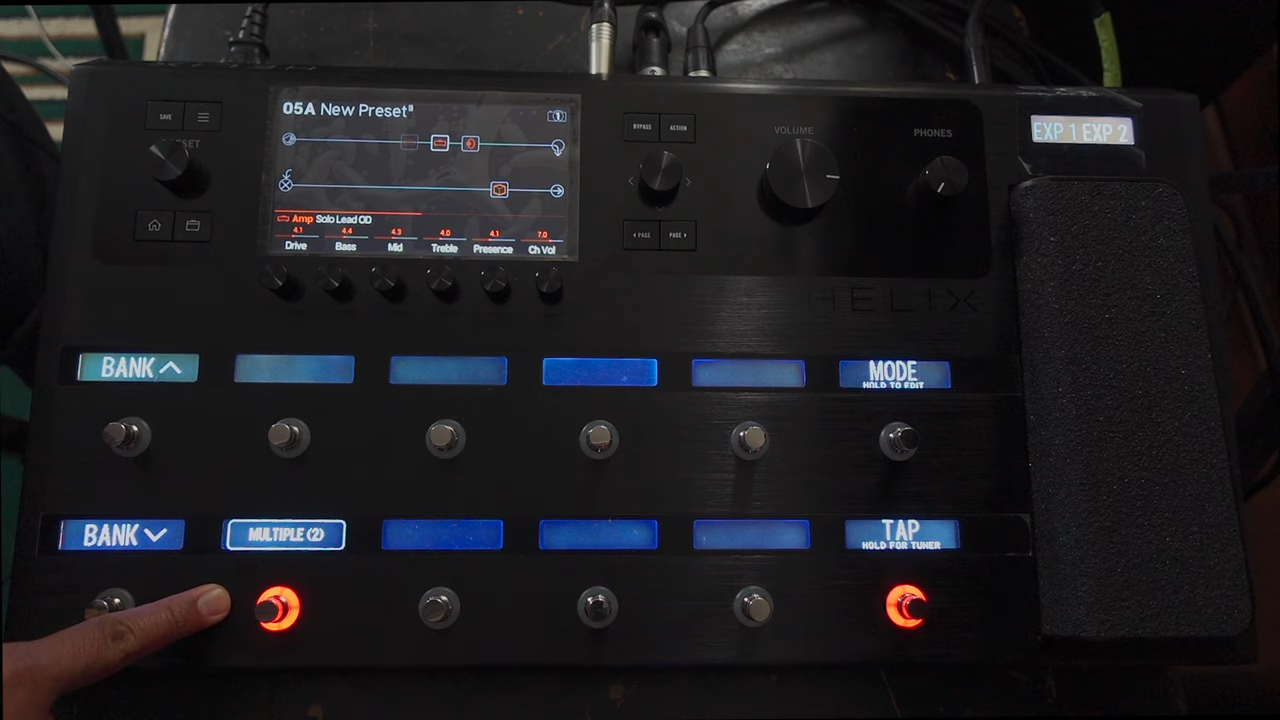 SAVE
PRESET
05A New Preset
Amp Solo Lead OD
4.1 4.4 4.3 4.0 4.1 7.0
Drive Bass Mid Treble Presence Ch Vol
BYPASS ACTION
< >
PAGE PAGE
VOLUME
PHONES
EXP 1 EXP 2
HELIX
BANK
MODE
HOLD TO EDIT
BANK
MULTIPLE (2)
TAP
HOLD FOR TUNER